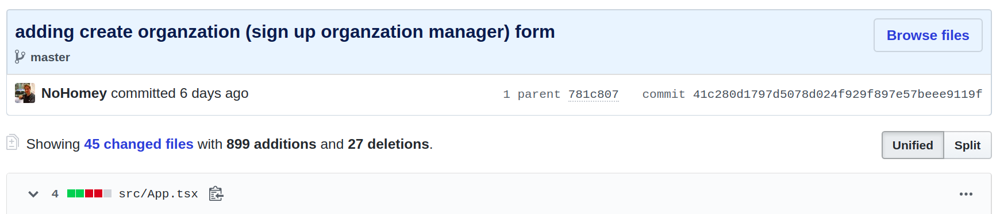 adding create organzation (sign up organzation manager) form
Browse files
master
NoHomey committed 6 days ago
1 parent 781c807 commit 41c280d1797d5078d024f929f897e57beee9119f
Showing 45 changed files with 899 additions and 27 deletions.
Unified Split
4 src/App.tsx